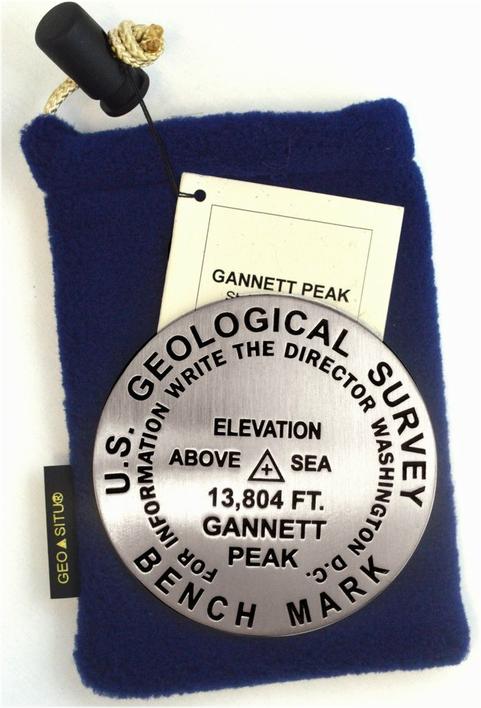 GANNETT PEAK
U.S. GEOLOGICAL SURVEY
FOR INFORMATION WRITE THE DIRECTOR WASHINGTON D.C.
ELEVATION
ABOVE SEA
13,804 FT.
GANNETT
PEAK
BENCH MARK
GEO▲SITU®